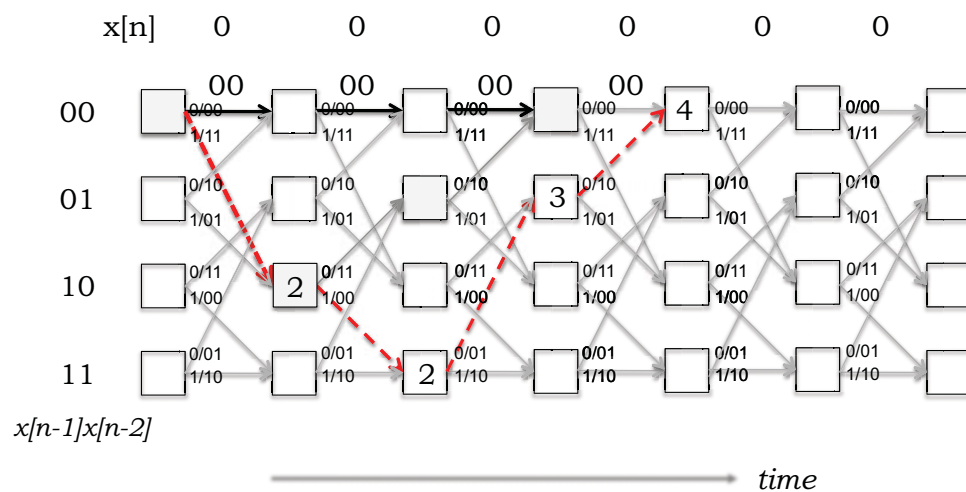 x[n] 0 0 0 0 0 0
00 00 00 00
00 4
0/00 0/00 0/00 0/00 0/00 0/00
1/11 1/11 1/11 1/11 1/11 1/11
01 3
0/10 0/10 0/10 0/10 0/10 0/10
1/01 1/01 1/01 1/01 1/01 1/01
10 2
0/11 0/11 0/11 0/11 0/11 0/11
1/00 1/00 1/00 1/00 1/00 1/00
11 2
0/01 0/01 0/01 0/01 0/01 0/01
1/10 1/10 1/10 1/10 1/10 1/10
x[n-1]x[n-2]
time